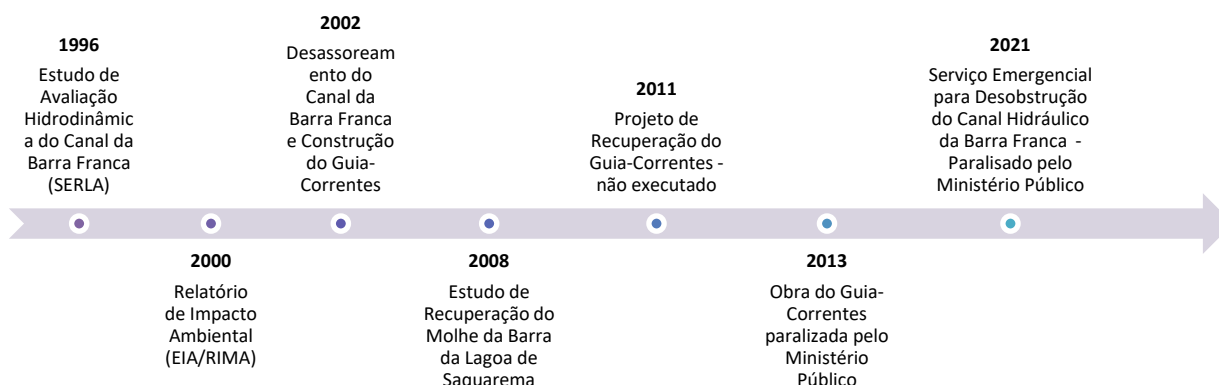 1996
Estudo de
Avaliação
Hidrodinâmic
a do Canal da
Barra Franca
(SERLA)
2000
Relatório
de Impacto
Ambiental
(EIA/RIMA)
2002
Desassoream
ento do
Canal da
Barra Franca
e Construção
do Guia-
Correntes
2008
Estudo de
Recuperação do
Molhe da Barra
da Lagoa de
Saquarema
2011
Projeto de
Recuperação do
Guia-Correntes -
não executado
2013
Obra do Guia-
Correntes
paralizada pelo
Ministério
Público
2021
Serviço Emergencial
para Desobstrução
do Canal Hidráulico
da Barra Franca -
Paralisado pelo
Ministério Público